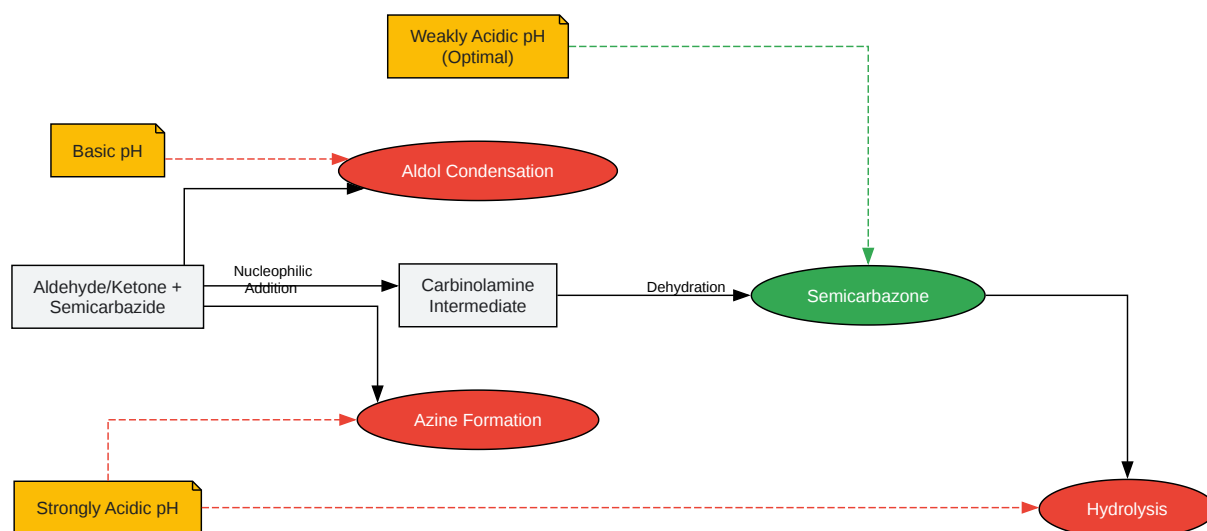 Weakly Acidic pH
(Optimal)
Basic pH
Aldol Condensation
Aldehyde/Ketone +
Semicarbazide
Nucleophilic
Addition
Carbinolamine
Intermediate
Dehydration
Semicarbazone
Azine Formation
Strongly Acidic pH
Hydrolysis